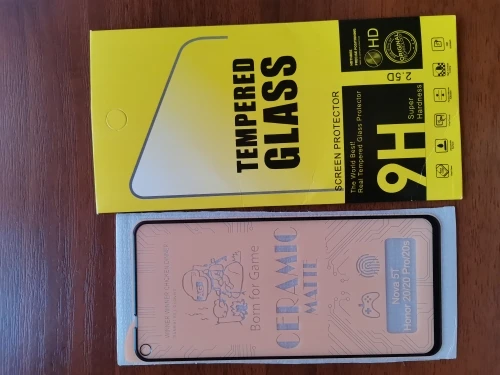 TEMPERED
GLASS
SCREEN PROTECTOR
The World Best!
Real Tempered Glass Protector
9H
Super
Hardness
2.5D
HD
ORIGINAL
Born for Game
CERAMIC
MATTE
Nova 5T
Honor 20/20 Pro/20s